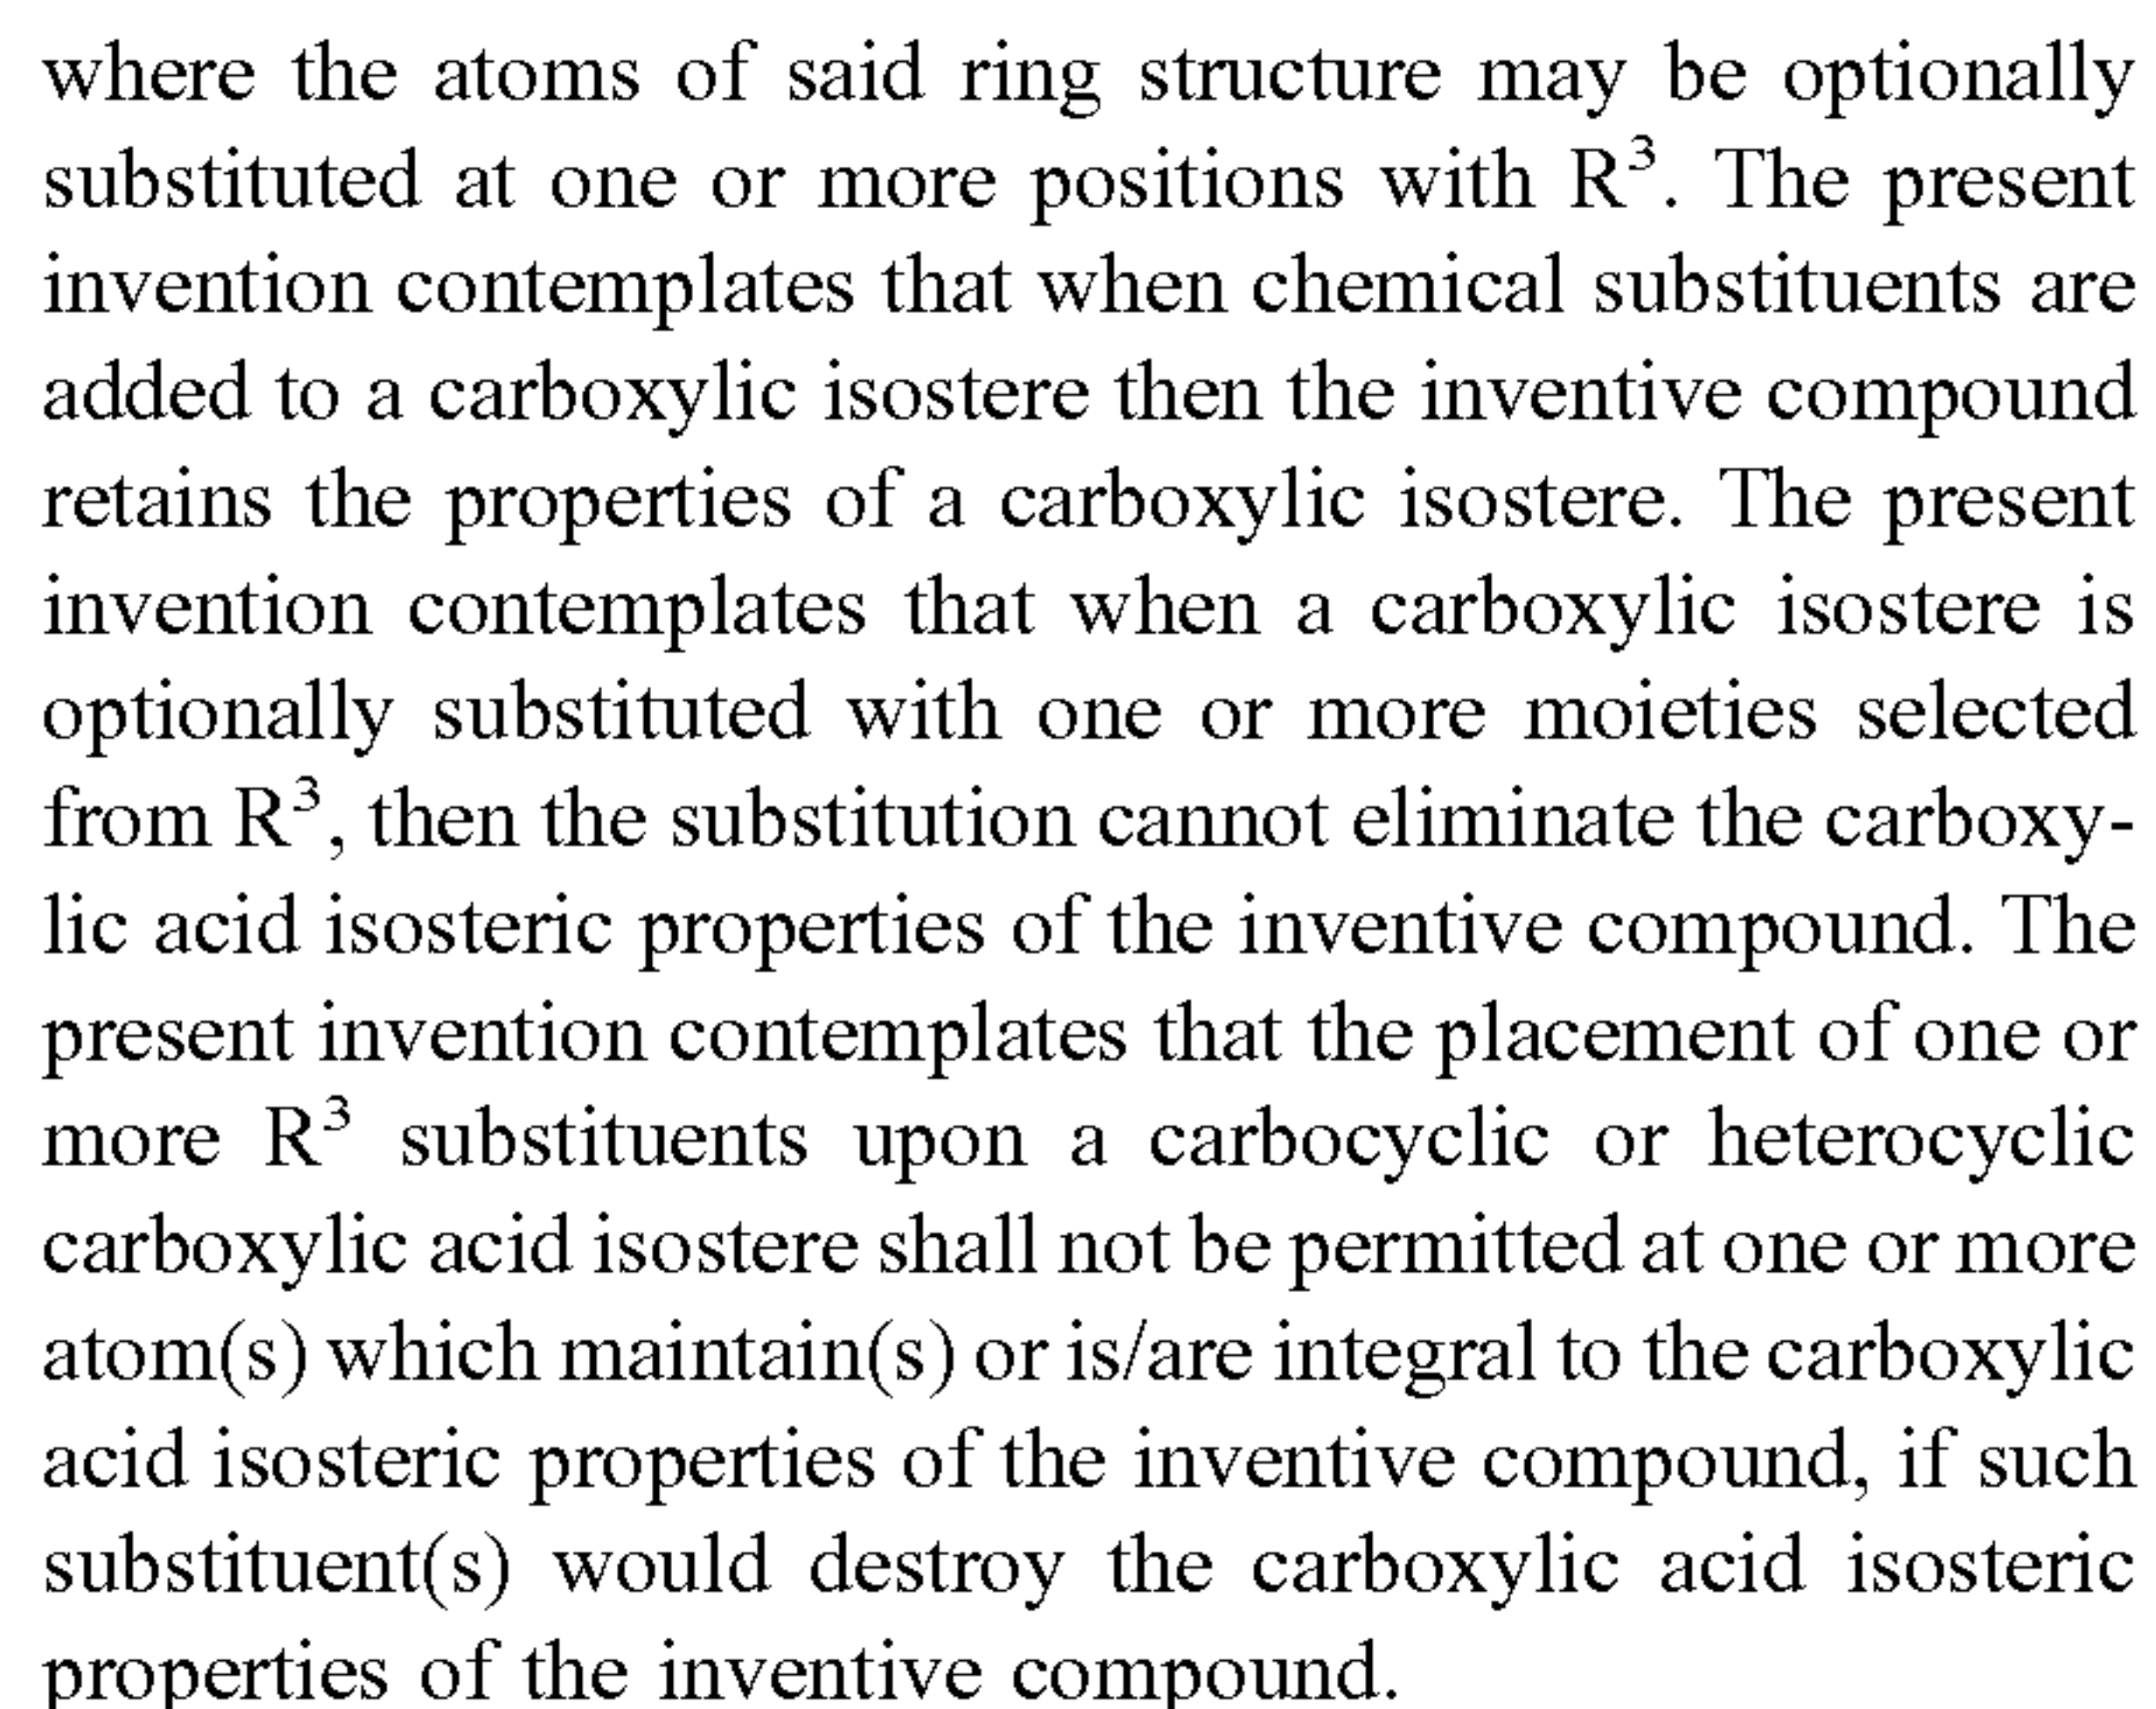 where the atoms of said ring structure may be optionally
substituted at one or more positions with R³. The present
invention contemplates that when chemical substituents are
added to a carboxylic isostere then the inventive compound
retains the properties of a carboxylic isostere. The present
invention contemplates that when a carboxylic isostere is
optionally substituted with one or more moieties selected
from R³, then the substitution cannot eliminate the carboxy-
lic acid isosteric properties of the inventive compound. The
present invention contemplates that the placement of one or
more R³ substituents upon a carbocyclic or heterocyclic
carboxylic acid isostere shall not be permitted at one or more
atom(s) which maintain(s) or is/are integral to the carboxylic
acid isosteric properties of the inventive compound, if such
substituent(s) would destroy the carboxylic acid isosteric
properties of the inventive compound.